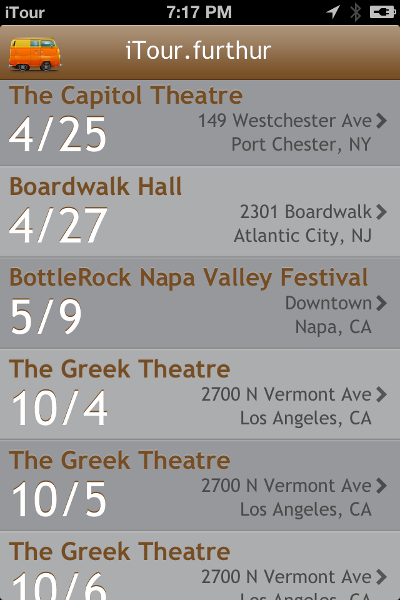 iTour 7:17 PM
iTour.furthur
The Capitol Theatre
4/25
149 Westchester Ave
Port Chester, NY
Boardwalk Hall
4/27
2301 Boardwalk
Atlantic City, NJ
BottleRock Napa Valley Festival
5/9
Downtown
Napa, CA
The Greek Theatre
10/4
2700 N Vermont Ave
Los Angeles, CA
The Greek Theatre
10/5
2700 N Vermont Ave
Los Angeles, CA
The Greek Theatre
10/6
2700 N Vermont Ave
Los Angeles, CA